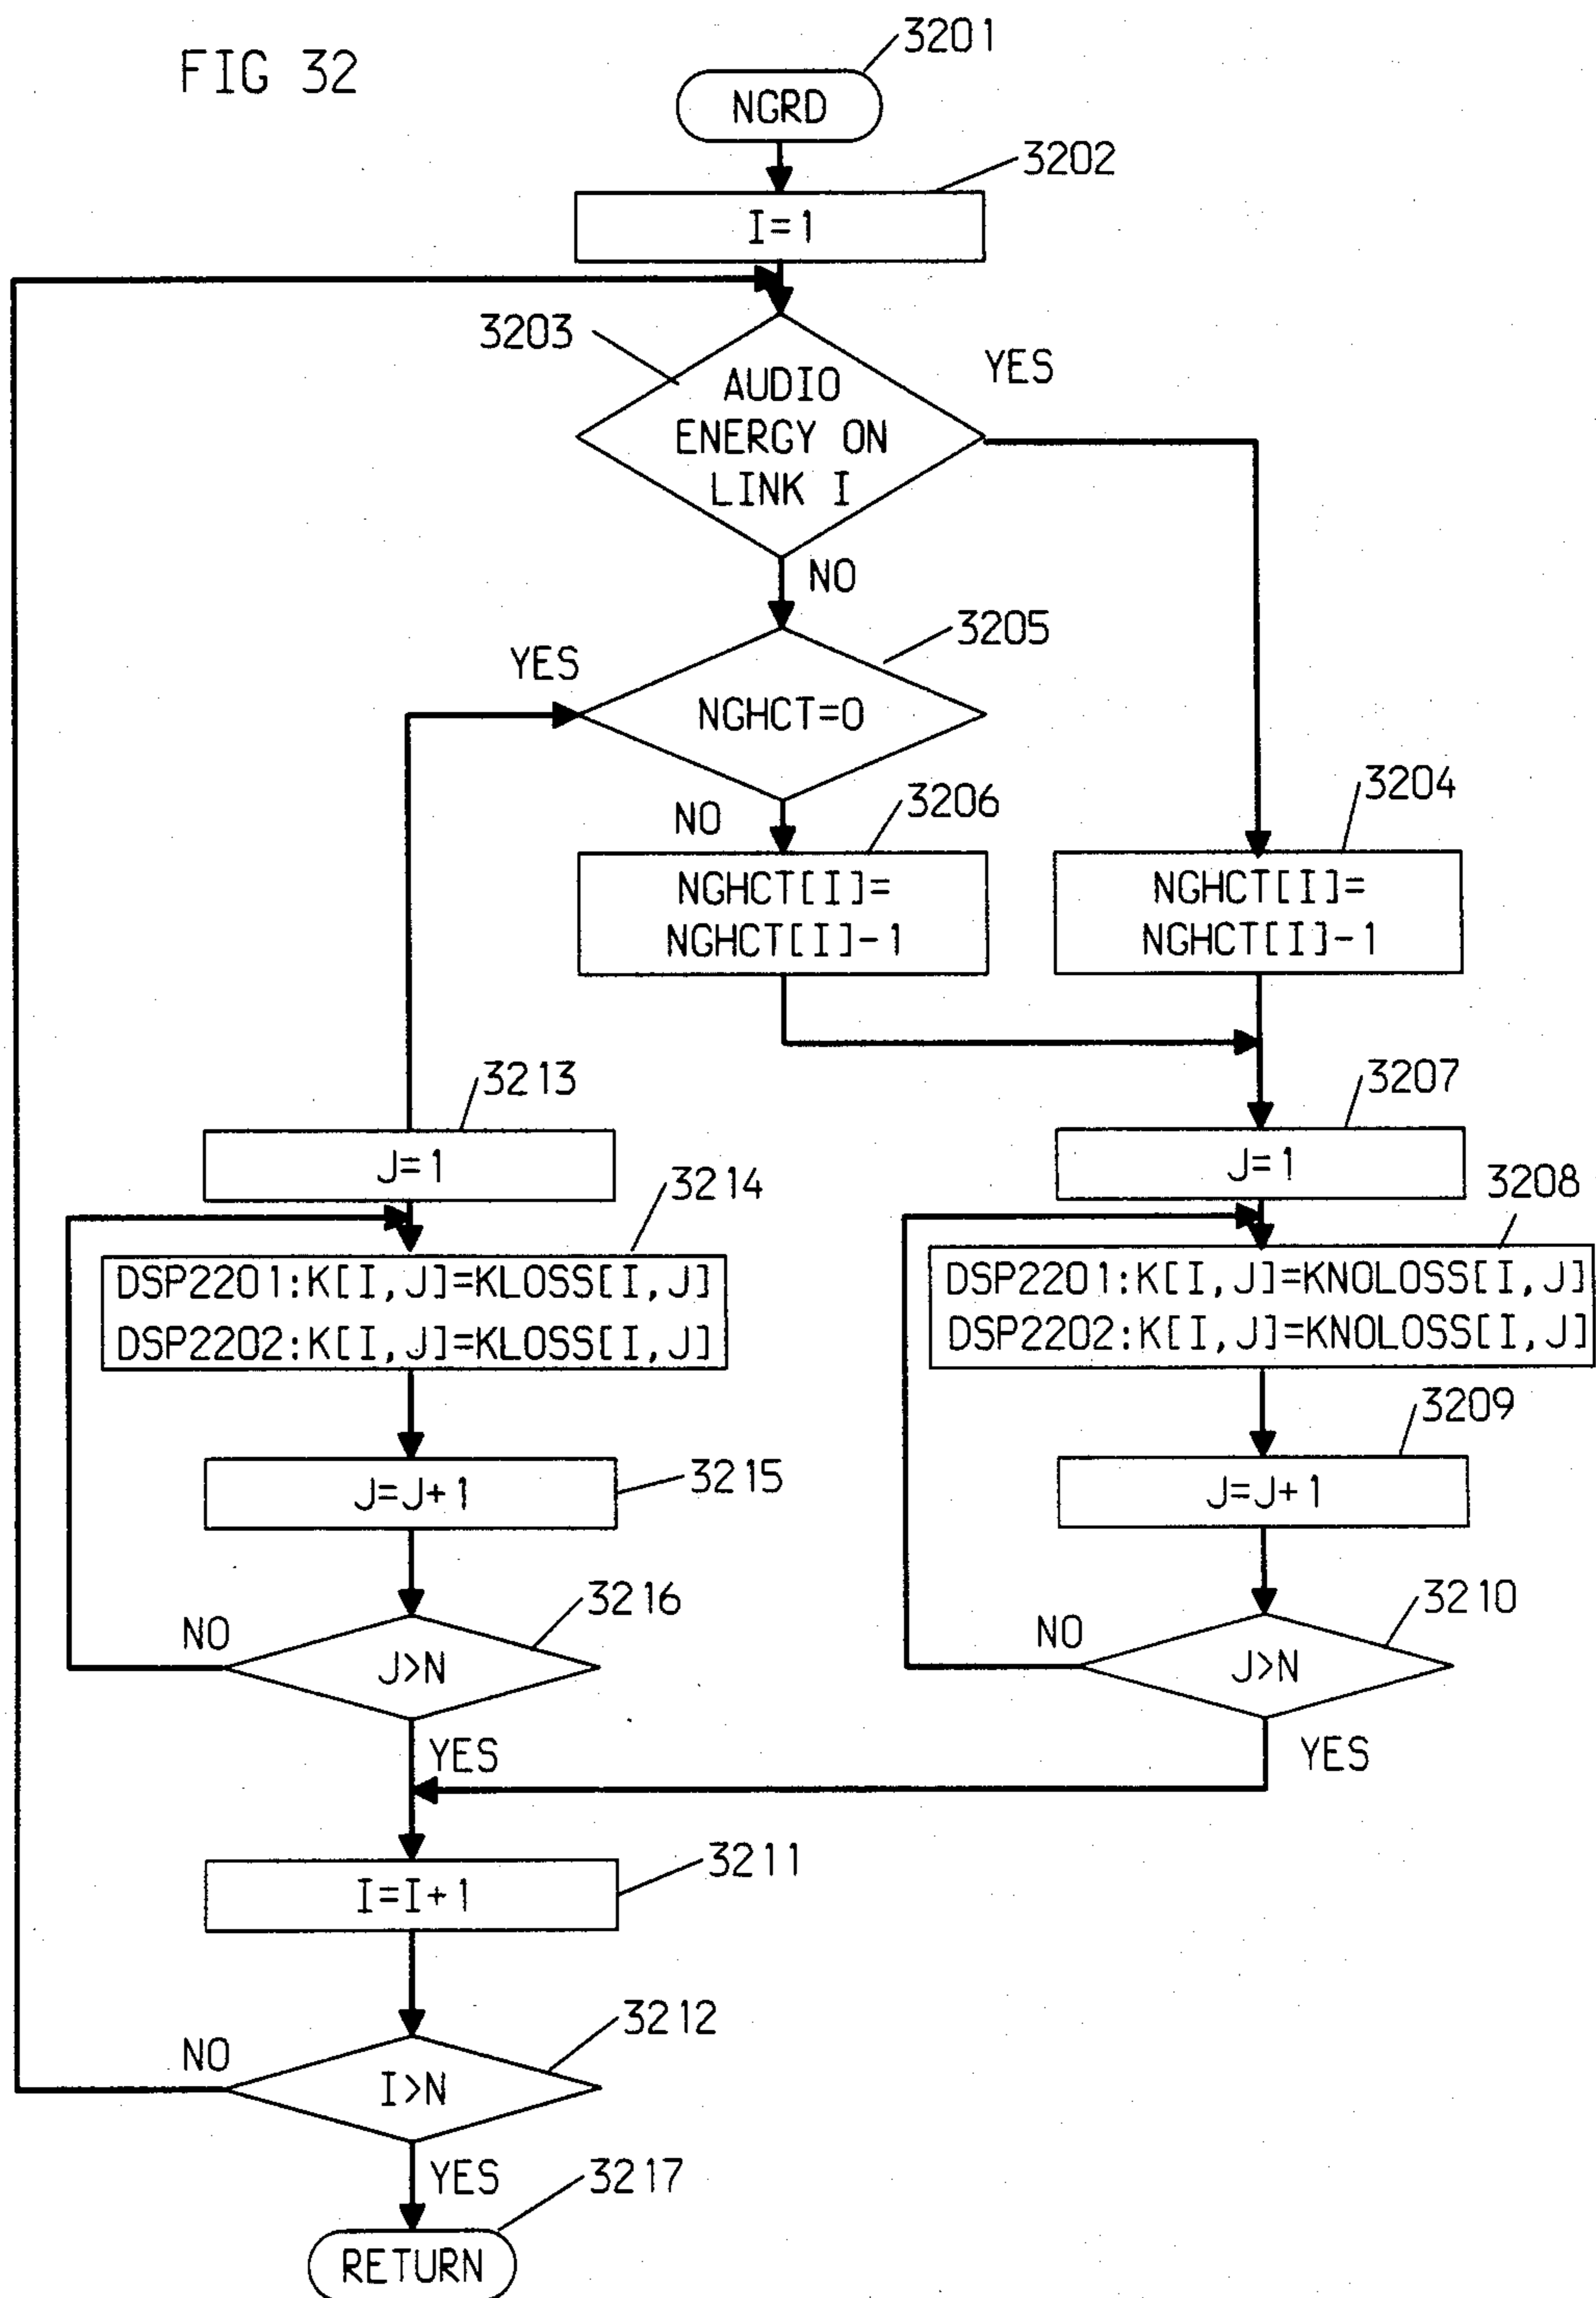 FIG 32
3201
NGRD
3202
I=1
3203
AUDIO
ENERGY ON
LINK I
YES
NO
3205
YES
NGHCT=0
NO
3206
3204
NGHCT[I]=
NGHCT[I]-1
NGHCT[I]=
NGHCT[I]-1
3213
3207
J=1
J=1
3214
3208
DSP2201:K[I,J]=KLOSS[I,J]
DSP2202:K[I,J]=KLOSS[I,J]
DSP2201:K[I,J]=KNOLOSS[I,J]
DSP2202:K[I,J]=KNOLOSS[I,J]
3209
J=J+1
3215
J=J+1
3216
3210
NO
J>N
NO
J>N
YES
YES
3211
I=I+1
3212
NO
I>N
YES
3217
RETURN